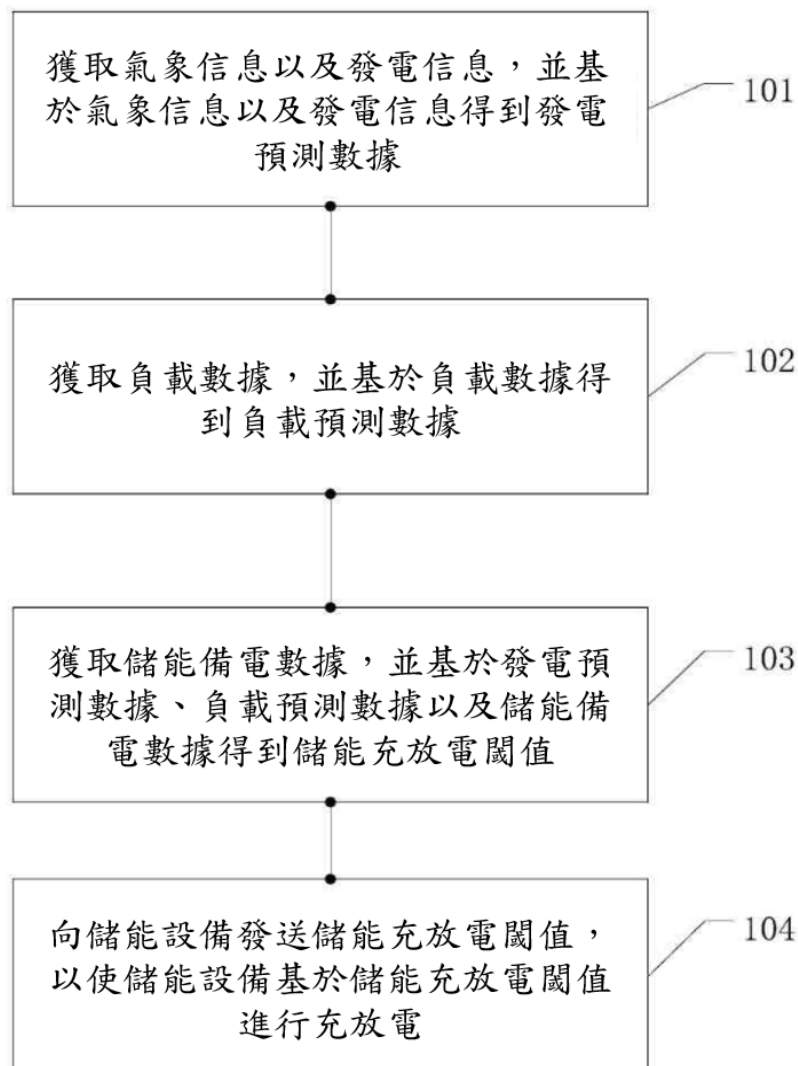 獲取氣象信息以及發電信息，並基
於氣象信息以及發電信息得到發電
預測數據
101
獲取負載數據，並基於負載數據得
到負載預測數據
102
獲取儲能備電數據，並基於發電預
測數據、負載預測數據以及儲能備
電數據得到儲能充放電閾值
103
向儲能設備發送儲能充放電閾值，
以使儲能設備基於儲能充放電閾值
進行充放電
104